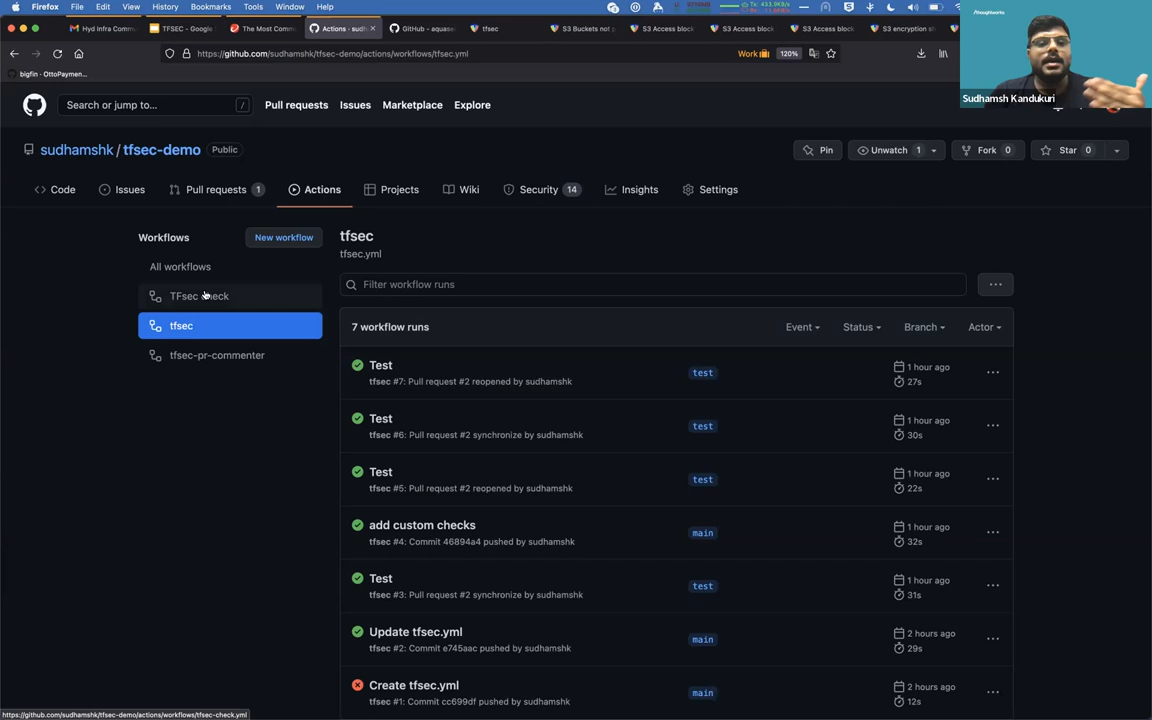 Firefox File Edit View History Bookmarks Tools Window Help
Hyd Infra Comm
TFSEC - Google
The Most Comm
Actions · sudh
GitHub - aquas
tfsec
S3 Buckets not p
S3 Access block
S3 Access block
S3 Access block
S3 encryption s
https://github.com/sudhamshk/tfsec-demo/actions/workflows/tfsec.yml
Work
120%
bigfin · OttoPaymen...
/thoughtworks
Sudhamsh Kandukuri
Search or jump to...
/
Pull requests
Issues
Marketplace
Explore
sudhamshk / tfsec-demo
Public
Pin
Unwatch 1
Fork 0
Star 0
Code
Issues
Pull requests 1
Actions
Projects
Wiki
Security 14
Insights
Settings
Workflows
New workflow
All workflows
TFsec check
tfsec
tfsec-pr-commenter
tfsec
tfsec.yml
Filter workflow runs
7 workflow runs
Event
Status
Branch
Actor
Test
tfsec #7: Pull request #2 reopened by sudhamshk
test
1 hour ago
27s
Test
tfsec #6: Pull request #2 synchronize by sudhamshk
test
1 hour ago
30s
Test
tfsec #5: Pull request #2 reopened by sudhamshk
test
1 hour ago
22s
add custom checks
tfsec #4: Commit 46894a4 pushed by sudhamshk
main
1 hour ago
32s
Test
tfsec #3: Pull request #2 synchronize by sudhamshk
test
1 hour ago
31s
Update tfsec.yml
tfsec #2: Commit e745aac pushed by sudhamshk
main
2 hours ago
29s
Create tfsec.yml
tfsec #1: Commit cc699df pushed by sudhamshk
main
2 hours ago
12s
https://github.com/sudhamshk/tfsec-demo/actions/workflows/tfsec-check.yml